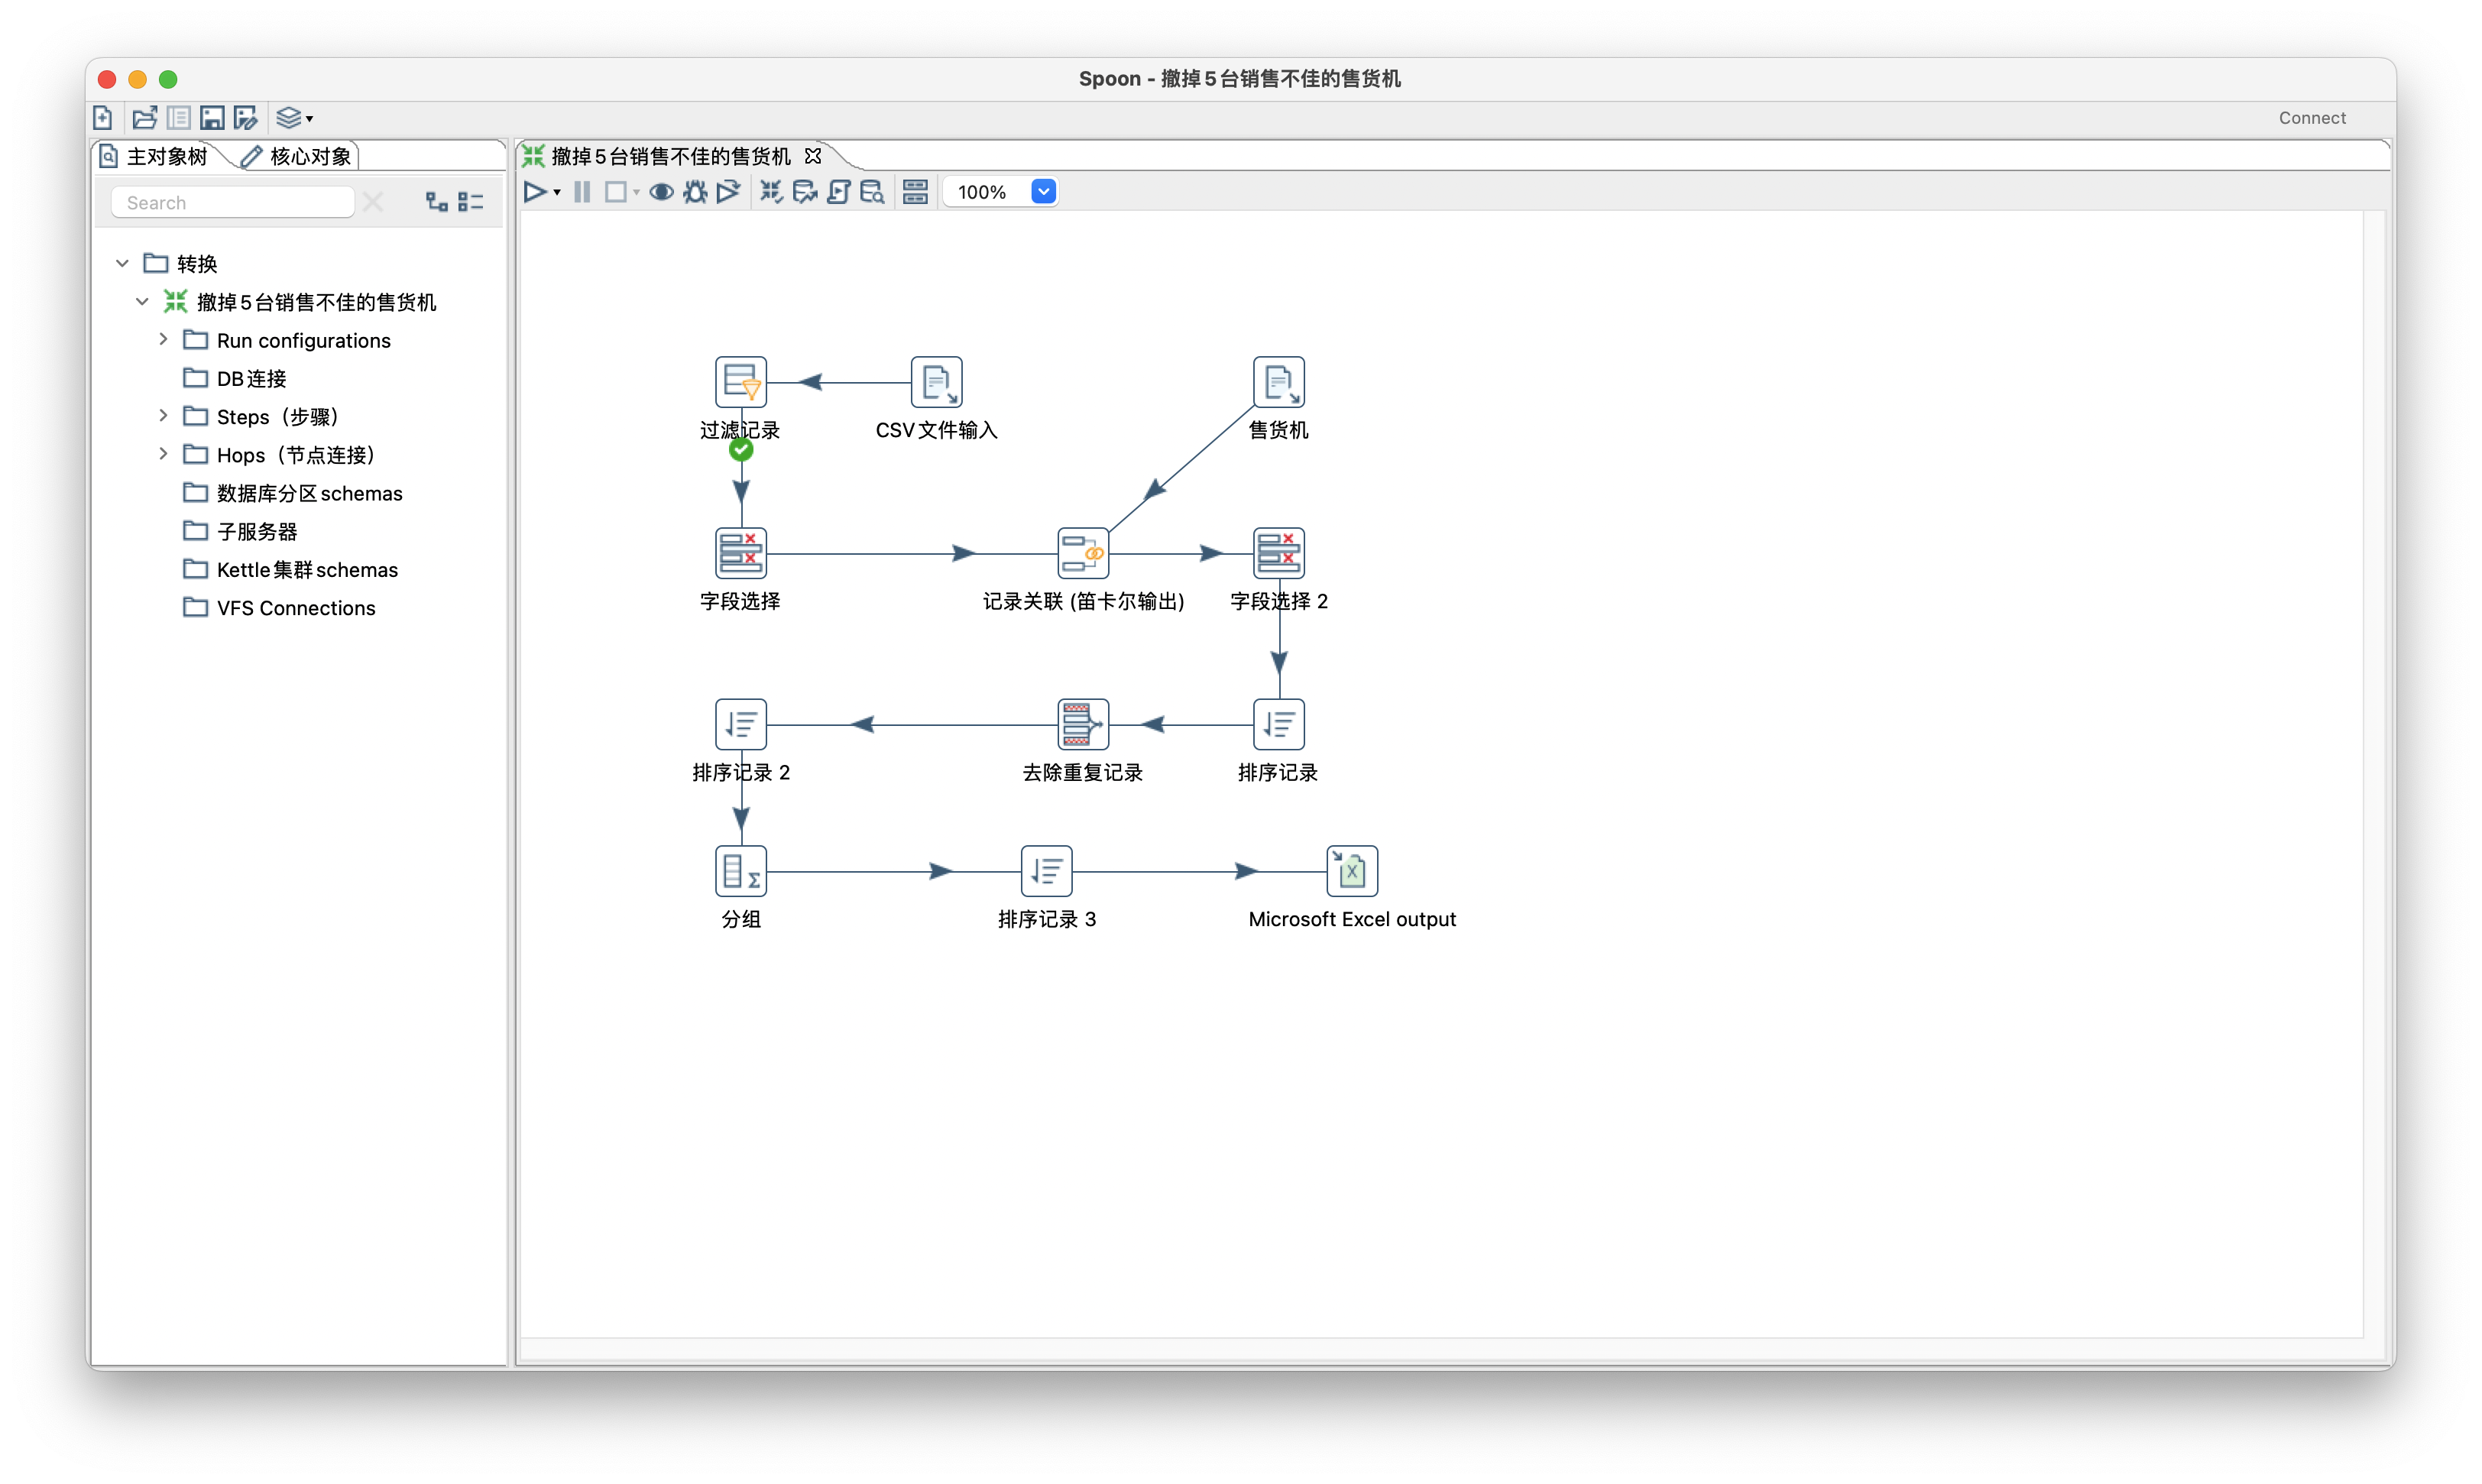 Spoon - 撤掉5台销售不佳的售货机
Connect
主对象树
核心对象
撤掉5台销售不佳的售货机
Search
100%
转换
撤掉5台销售不佳的售货机
Run configurations
DB连接
Steps（步骤）
Hops（节点连接）
数据库分区schemas
子服务器
Kettle集群schemas
VFS Connections
过滤记录
CSV文件输入
售货机
字段选择
记录关联 (笛卡尔输出)
字段选择 2
排序记录 2
去除重复记录
排序记录
分组
排序记录 3
Microsoft Excel output